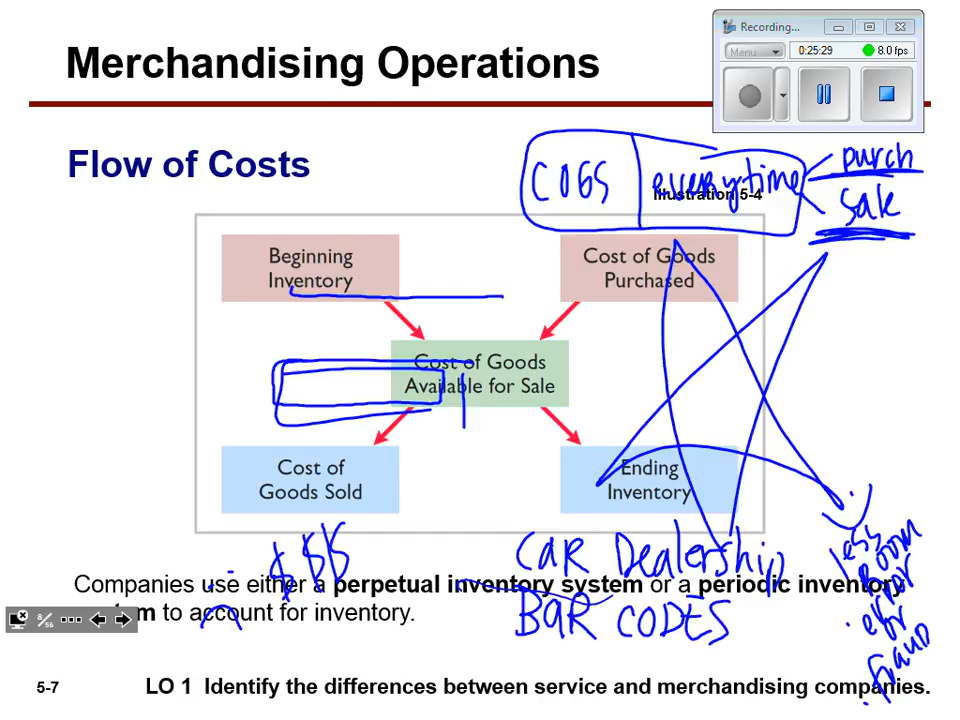 Merchandising Operations
Recording...
Menu
0:25:29
8.0 fps
Flow of Costs
COGS
everytime
purch
sale
Illustration 5-4
Beginning
Inventory
Cost of Goods
Purchased
Cost of Goods
Available for Sale
Cost of
Goods Sold
Ending
Inventory
$ $$
CAR Dealership
BAR CODES
less
Room
error
or
fraud
Companies use either a perpetual inventory system or a periodic inventory
to account for inventory.
8/56
5-7
LO 1 Identify the differences between service and merchandising companies.